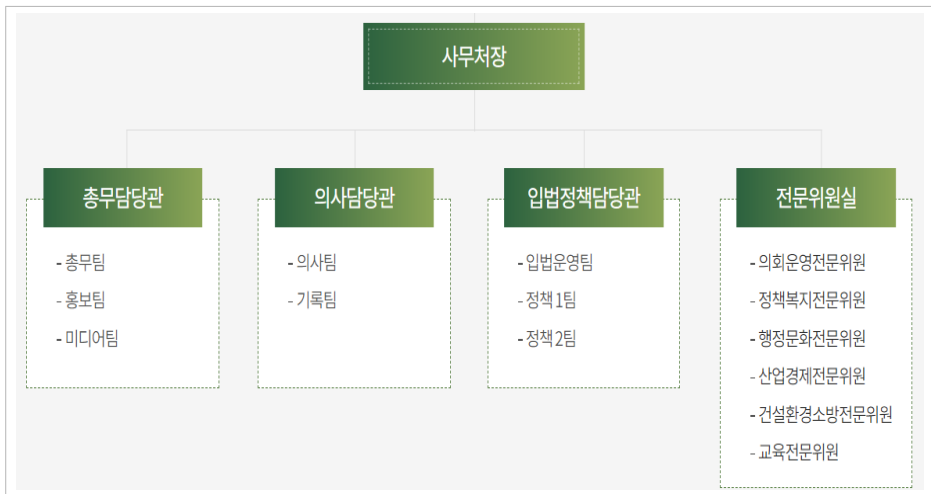 사무처장
총무담당관
- 총무팀
- 홍보팀
- 미디어팀
의사담당관
- 의사팀
- 기록팀
입법정책담당관
- 입법운영팀
- 정책 1팀
- 정책 2팀
전문위원실
- 의회운영전문위원
- 정책복지전문위원
- 행정문화전문위원
- 산업경제전문위원
- 건설환경소방전문위원
- 교육전문위원